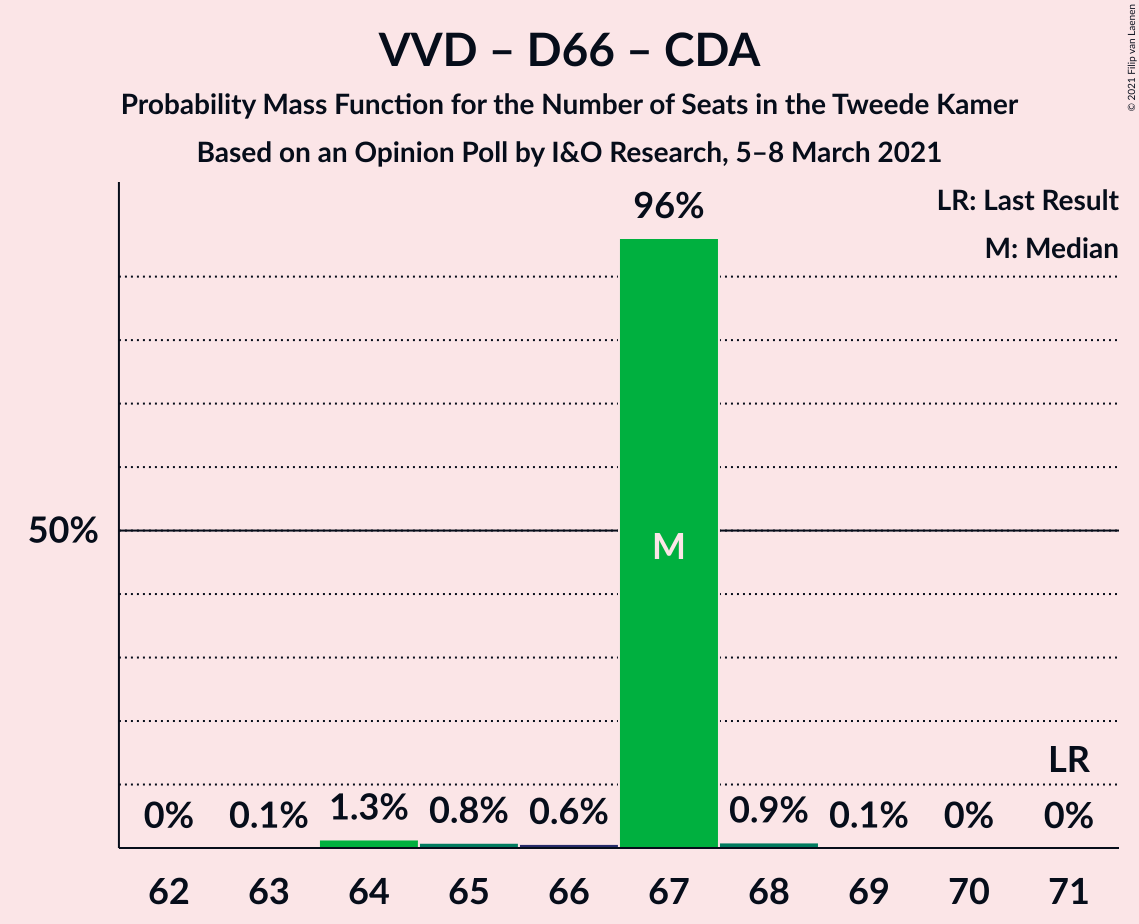 VVD – D66 – CDA
Probability Mass Function for the Number of Seats in the Tweede Kamer
Based on an Opinion Poll by I&O Research, 5–8 March 2021
© 2021 Filip van Laenen
LR: Last Result
M: Median
96%
50%
M
LR
0% 0.1% 1.3% 0.8% 0.6% 0.9% 0.1% 0% 0%
62 63 64 65 66 67 68 69 70 71